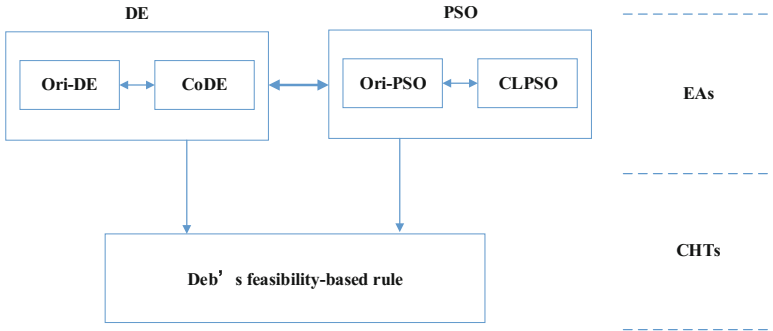 DE
PSO
Ori-DE
CoDE
Ori-PSO
CLPSO
EAs
Deb’s feasibility-based rule
CHTs